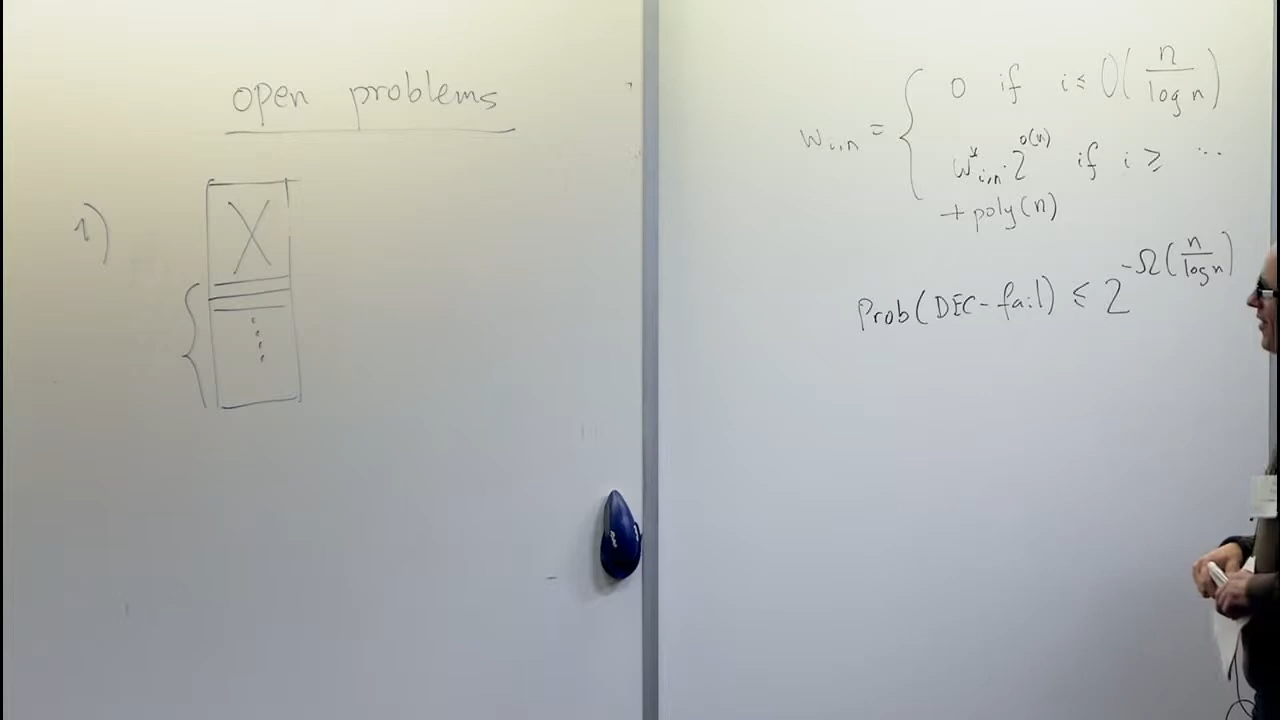 open problems
1)
X
w_{i,n} = { 0 if i ≤ O( n / log n )
w*_{i,n} · 2^{o(n)} if i ≥ ...
+ poly(n)
Prob(DEC-fail) ≤ 2^{-Ω( n / log n )}